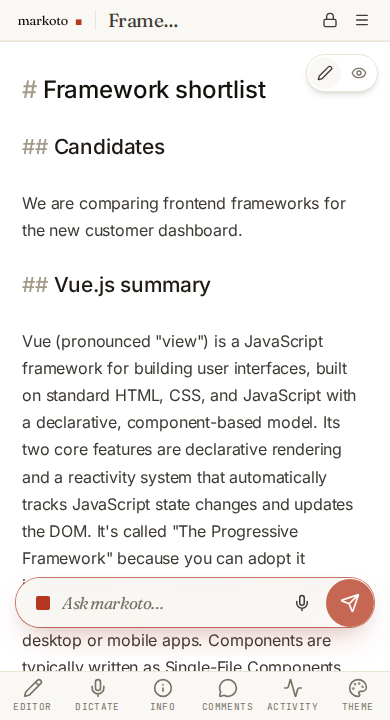 markoto
Frame...
# Framework shortlist
## Candidates
We are comparing frontend frameworks for
the new customer dashboard.
## Vue.js summary
Vue (pronounced "view") is a JavaScript
framework for building user interfaces, built
on standard HTML, CSS, and JavaScript with
a declarative, component-based model. Its
two core features are declarative rendering
and a reactivity system that automatically
tracks JavaScript state changes and updates
the DOM. It's called "The Progressive
Framework" because you can adopt it
Ask markoto...
desktop or mobile apps. Components are
typically written as Single-File Components
EDITOR
DICTATE
INFO
COMMENTS
ACTIVITY
THEME